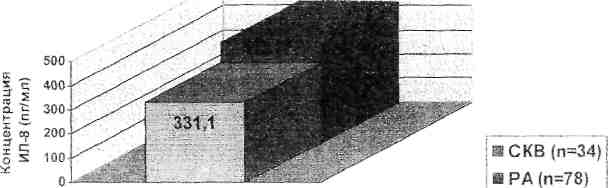 Концентрация
ИЛ-8 (пг/мл)
500
400
300
200
100
0
331,1
СКВ (n=34)
РА (n=78)